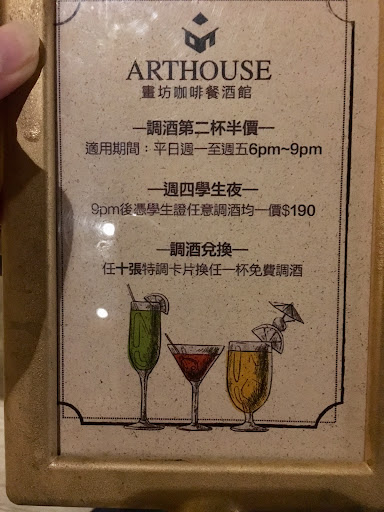 ARTHOUSE
畫坊咖啡餐酒館
—調酒第二杯半價—
適用期間：平日週一至週五6pm~9pm
—週四學生夜—
9pm後憑學生證任意調酒均一價$190
—調酒兌換—
任十張特調卡片換任一杯免費調酒